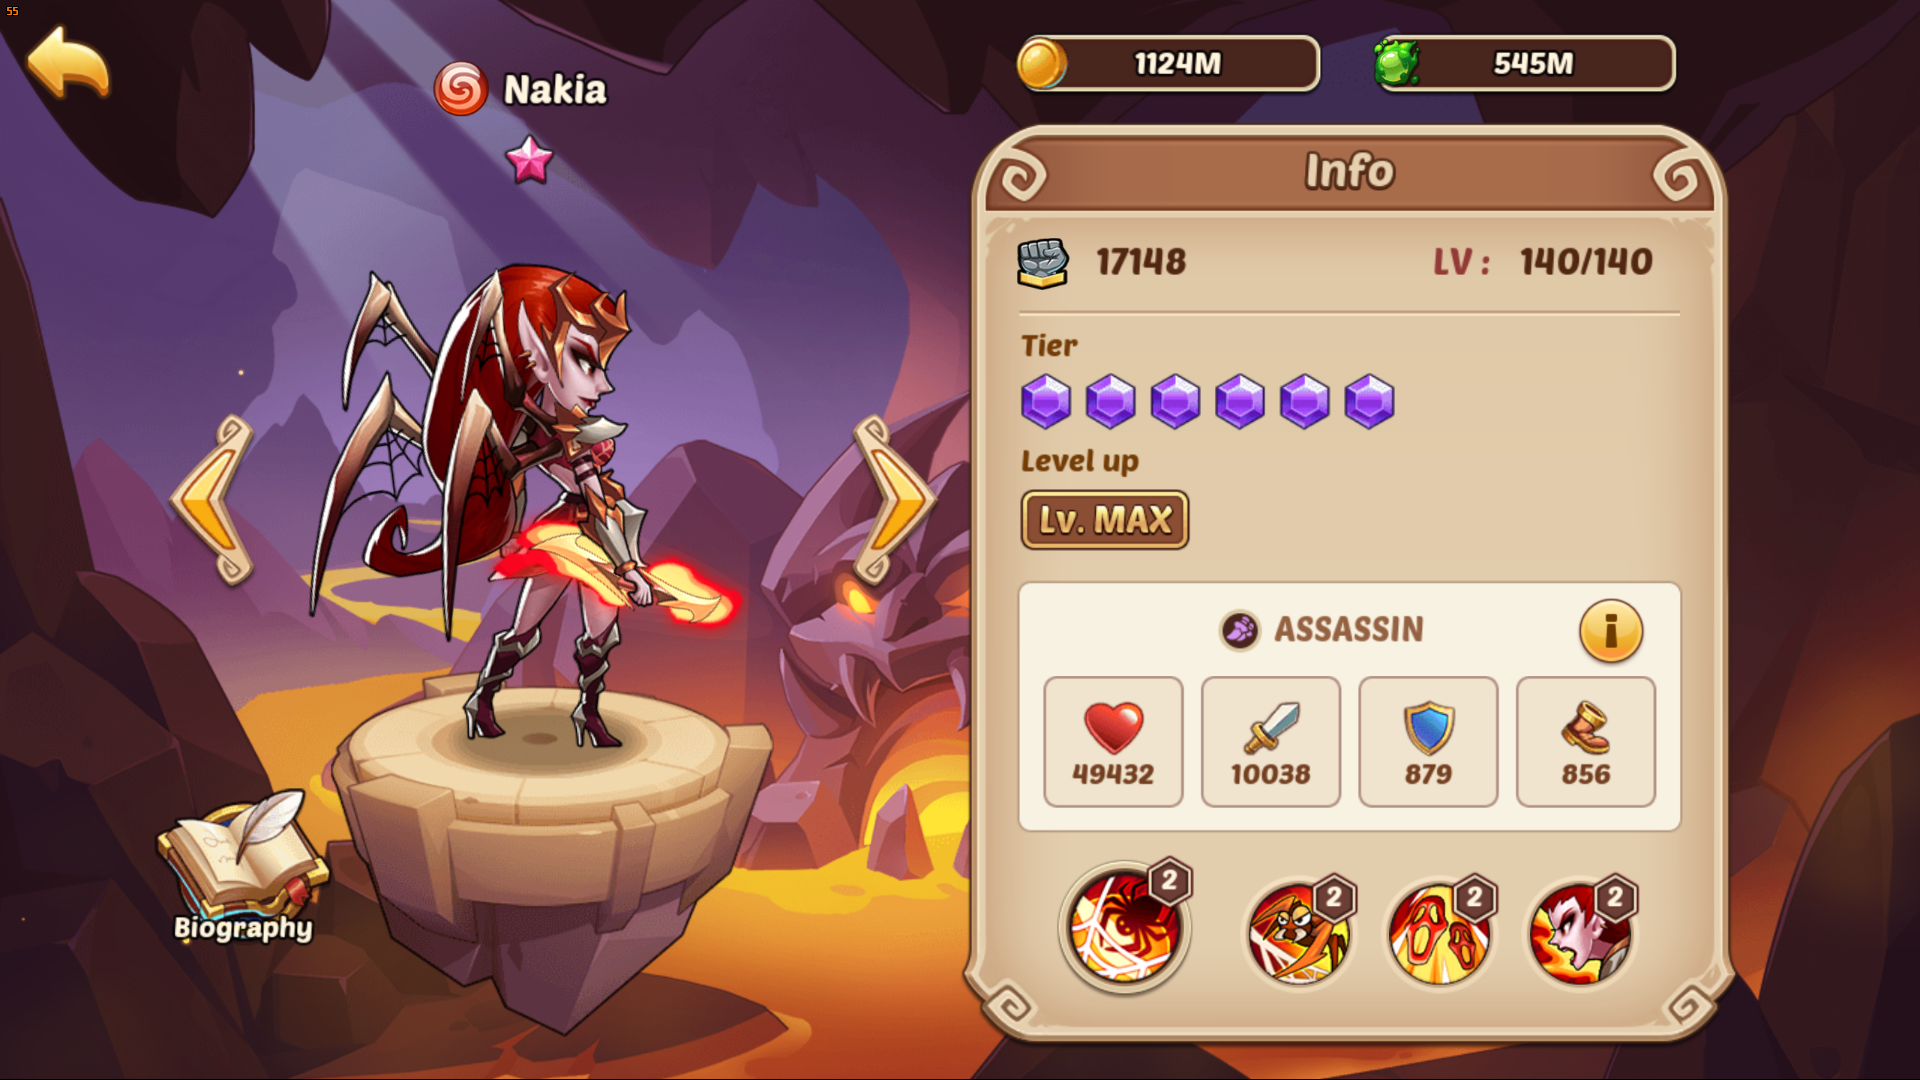 55
Nakia
1124M
545M
Info
17148
LV : 140/140
Tier
Level up
Lv. MAX
ASSASSIN
i
49432
10038
879
856
2
2
2
2
Biography